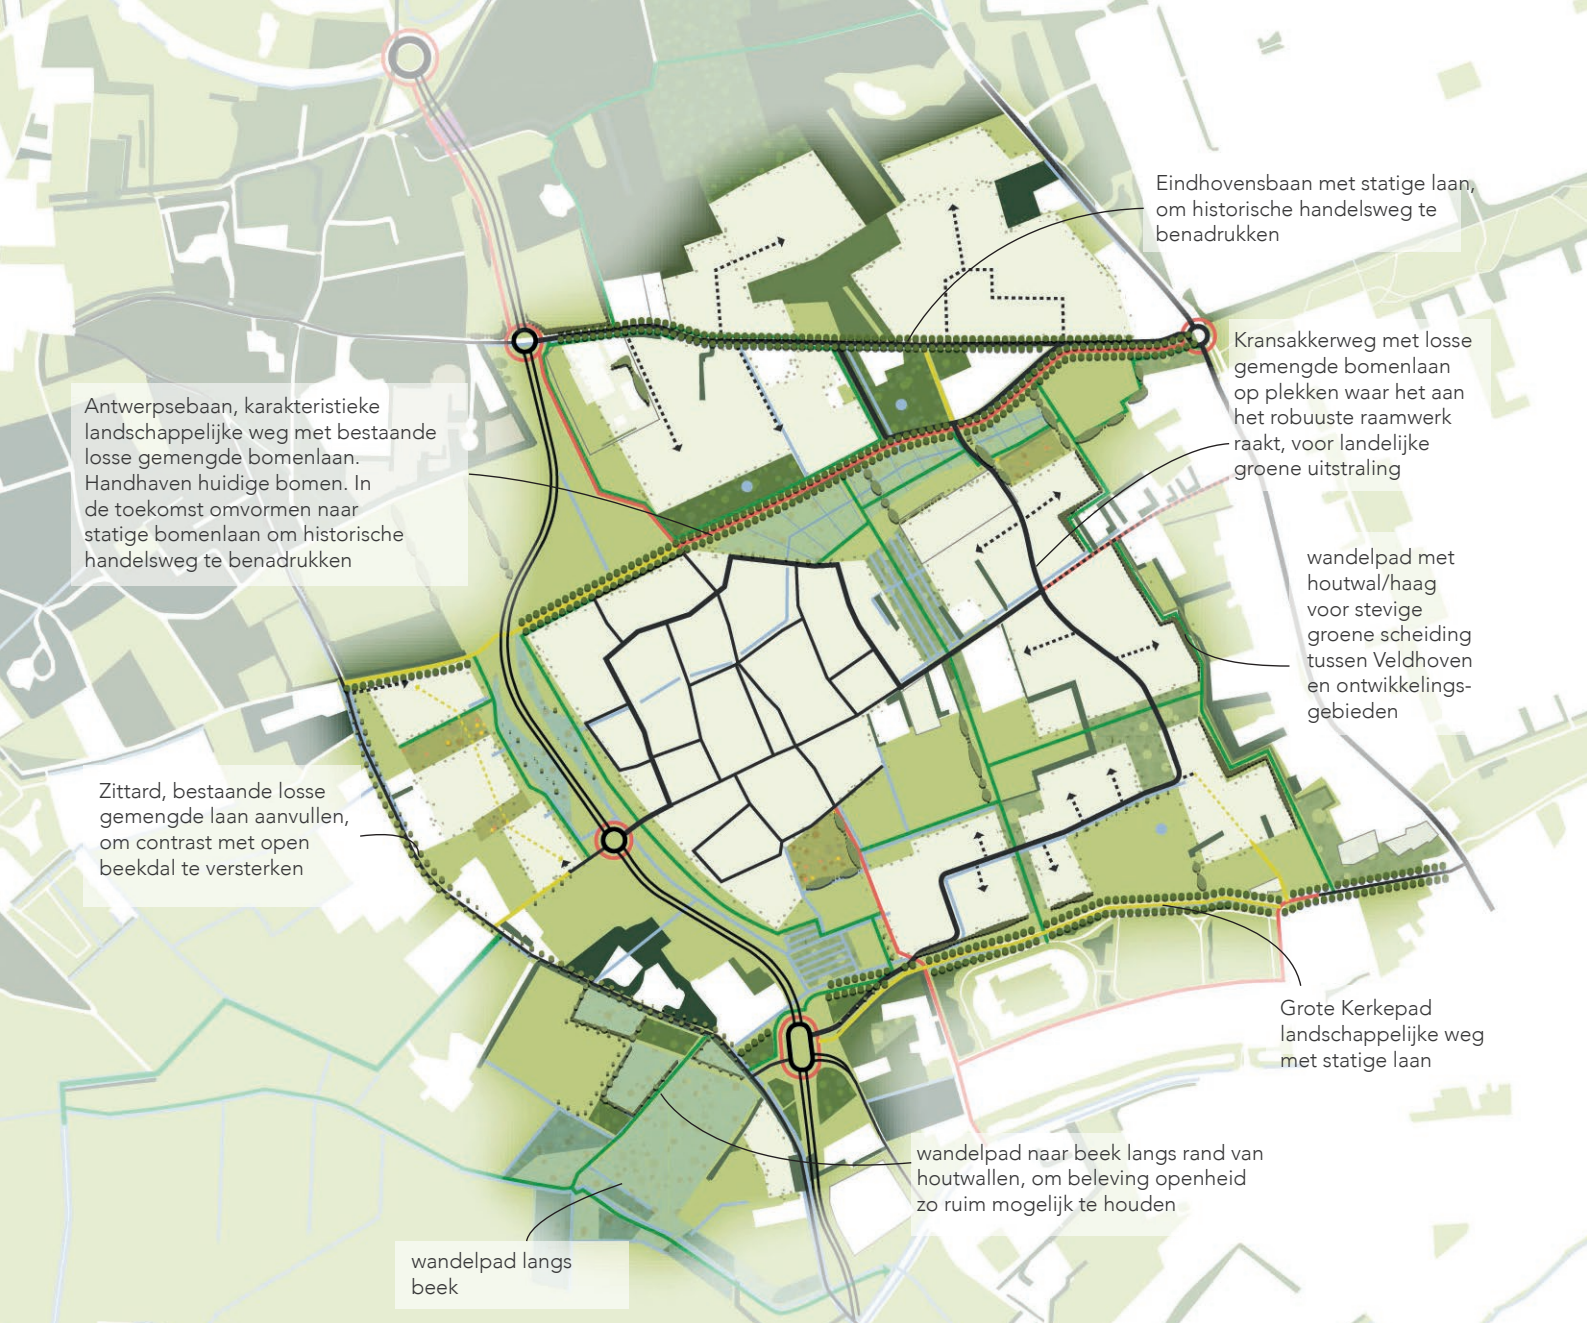 Eindhovensbaan met statige laan,
om historische handelsweg te
benadrukken
Kransakkerweg met losse
gemengde bomenlaan
op plekken waar het aan
het robuuste raamwerk
raakt, voor landelijke
groene uitstraling
Antwerpsebaan, karakteristieke
landschappelijke weg met bestaande
losse gemengde bomenlaan.
Handhaven huidige bomen. In
de toekomst omvormen naar
statige bomenlaan om historische
handelsweg te benadrukken
wandelpad met
houtwal/haag
voor stevige
groene scheiding
tussen Veldhoven
en ontwikkelings-
gebieden
Zittard, bestaande losse
gemengde laan aanvullen,
om contrast met open
beekdal te versterken
Grote Kerkepad
landschappelijke weg
met statige laan
wandelpad naar beek langs rand van
houtwallen, om beleving openheid
zo ruim mogelijk te houden
wandelpad langs
beek